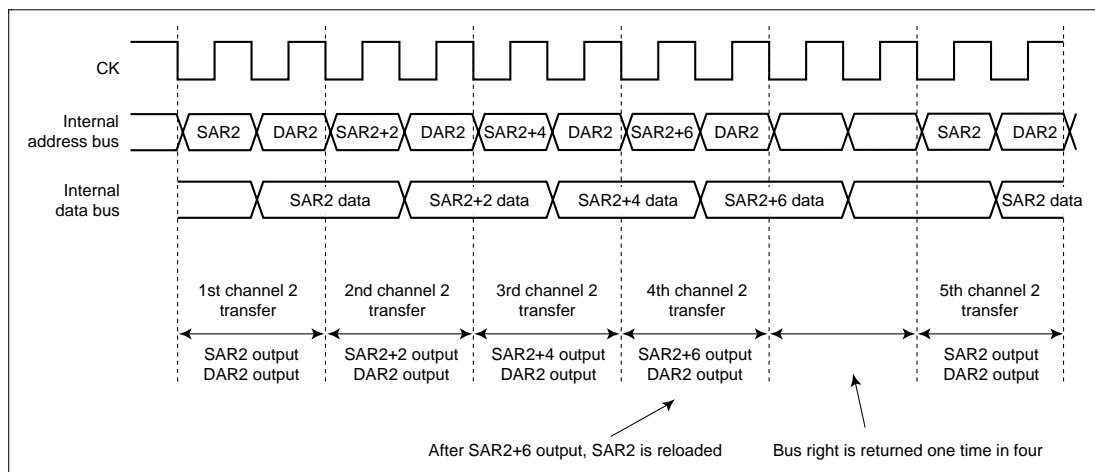 CK
Internal
address bus
SAR2 DAR2 SAR2+2 DAR2 SAR2+4 DAR2 SAR2+6 DAR2 SAR2 DAR2
Internal
data bus
SAR2 data SAR2+2 data SAR2+4 data SAR2+6 data SAR2 data
1st channel 2
transfer
2nd channel 2
transfer
3rd channel 2
transfer
4th channel 2
transfer
5th channel 2
transfer
SAR2 output
DAR2 output
SAR2+2 output
DAR2 output
SAR2+4 output
DAR2 output
SAR2+6 output
DAR2 output
SAR2 output
DAR2 output
After SAR2+6 output, SAR2 is reloaded
Bus right is returned one time in four